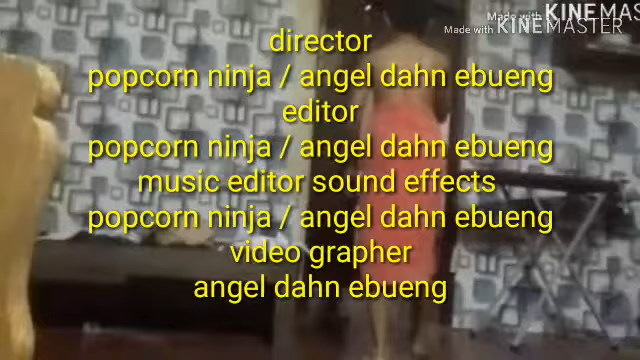 Made with KINEMAS
Made with KINEMASTER
director
popcorn ninja / angel dahn ebueng
editor
popcorn ninja / angel dahn ebueng
music editor sound effects
popcorn ninja / angel dahn ebueng
video grapher
angel dahn ebueng